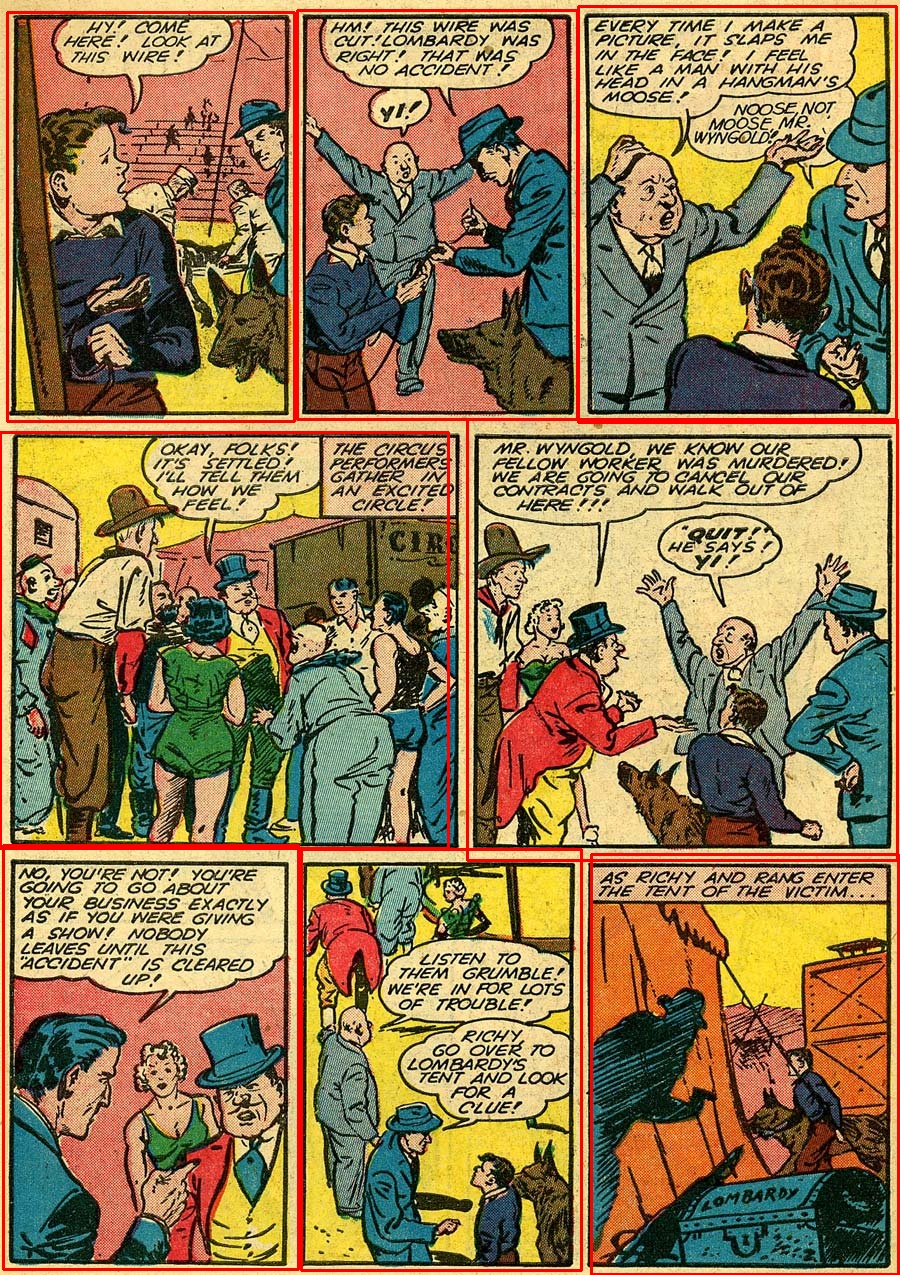 HY! COME
HERE! LOOK AT
THIS WIRE!
HM! THIS WIRE WAS
CUT! LOMBARDY WAS
RIGHT! THAT WAS
NO ACCIDENT!
YI!
EVERY TIME I MAKE A
PICTURE, IT SLAPS ME
IN THE FACE! I FEEL
LIKE A MAN WITH HIS
HEAD IN A HANGMAN'S
MOOSE!
NOOSE, NOT
MOOSE MR.
WYNGOLD!
OKAY, FOLKS!
IT'S SETTLED!
I'LL TELL THEM
HOW WE
FEEL!
THE CIRCUS
PERFORMERS
GATHER IN
AN EXCITED
CIRCLE!
CIRC
MR. WYNGOLD, WE KNOW OUR
FELLOW WORKER WAS MURDERED!
WE ARE GOING TO CANCEL OUR
CONTRACTS AND WALK OUT OF
HERE!!!
"QUIT!"
HE SAYS!
YI!
NO, YOU'RE NOT! YOU'RE
GOING TO GO ABOUT
YOUR BUSINESS EXACTLY
AS IF YOU WERE GIVING
A SHOW! NOBODY
LEAVES UNTIL THIS
"ACCIDENT" IS CLEARED
UP!
LISTEN TO
THEM GRUMBLE!
WE'RE IN FOR LOTS
OF TROUBLE!
RICHY,
GO OVER TO
LOMBARDY'S
TENT AND LOOK
FOR A
CLUE!
AS RICHY AND RANG ENTER
THE TENT OF THE VICTIM...
LOMBARDY